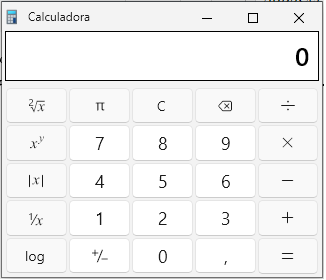 Calculadora
0
²√x π C ÷
xʸ 7 8 9 ×
|x| 4 5 6 −
¹/x 1 2 3 +
log +/− 0 , =